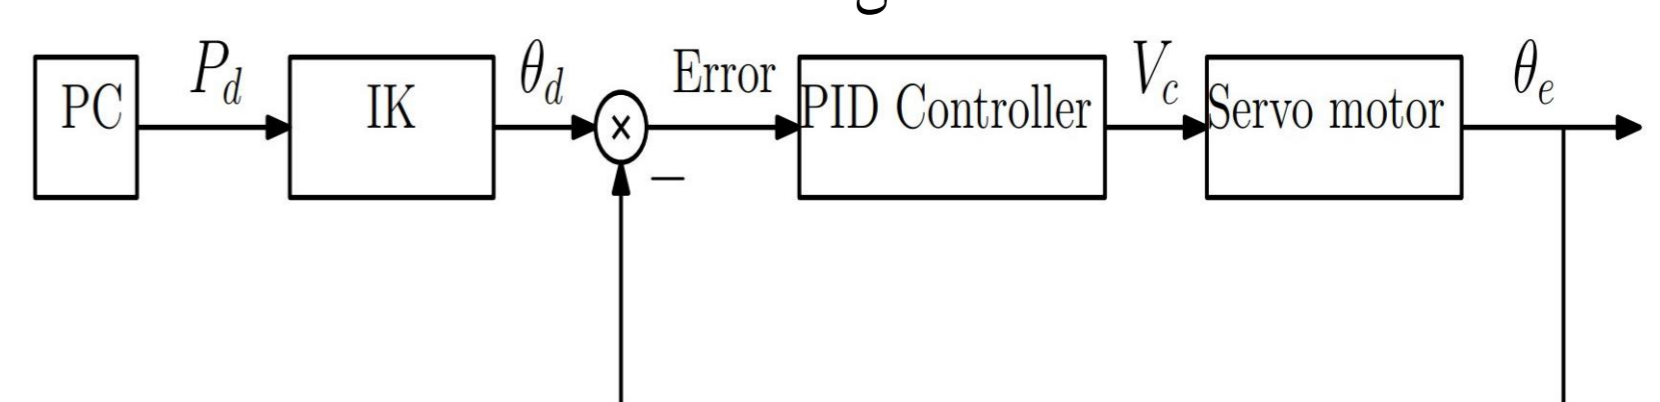 P_d θ_d Error V_c θ_e
PC IK × PID Controller Servo motor
−